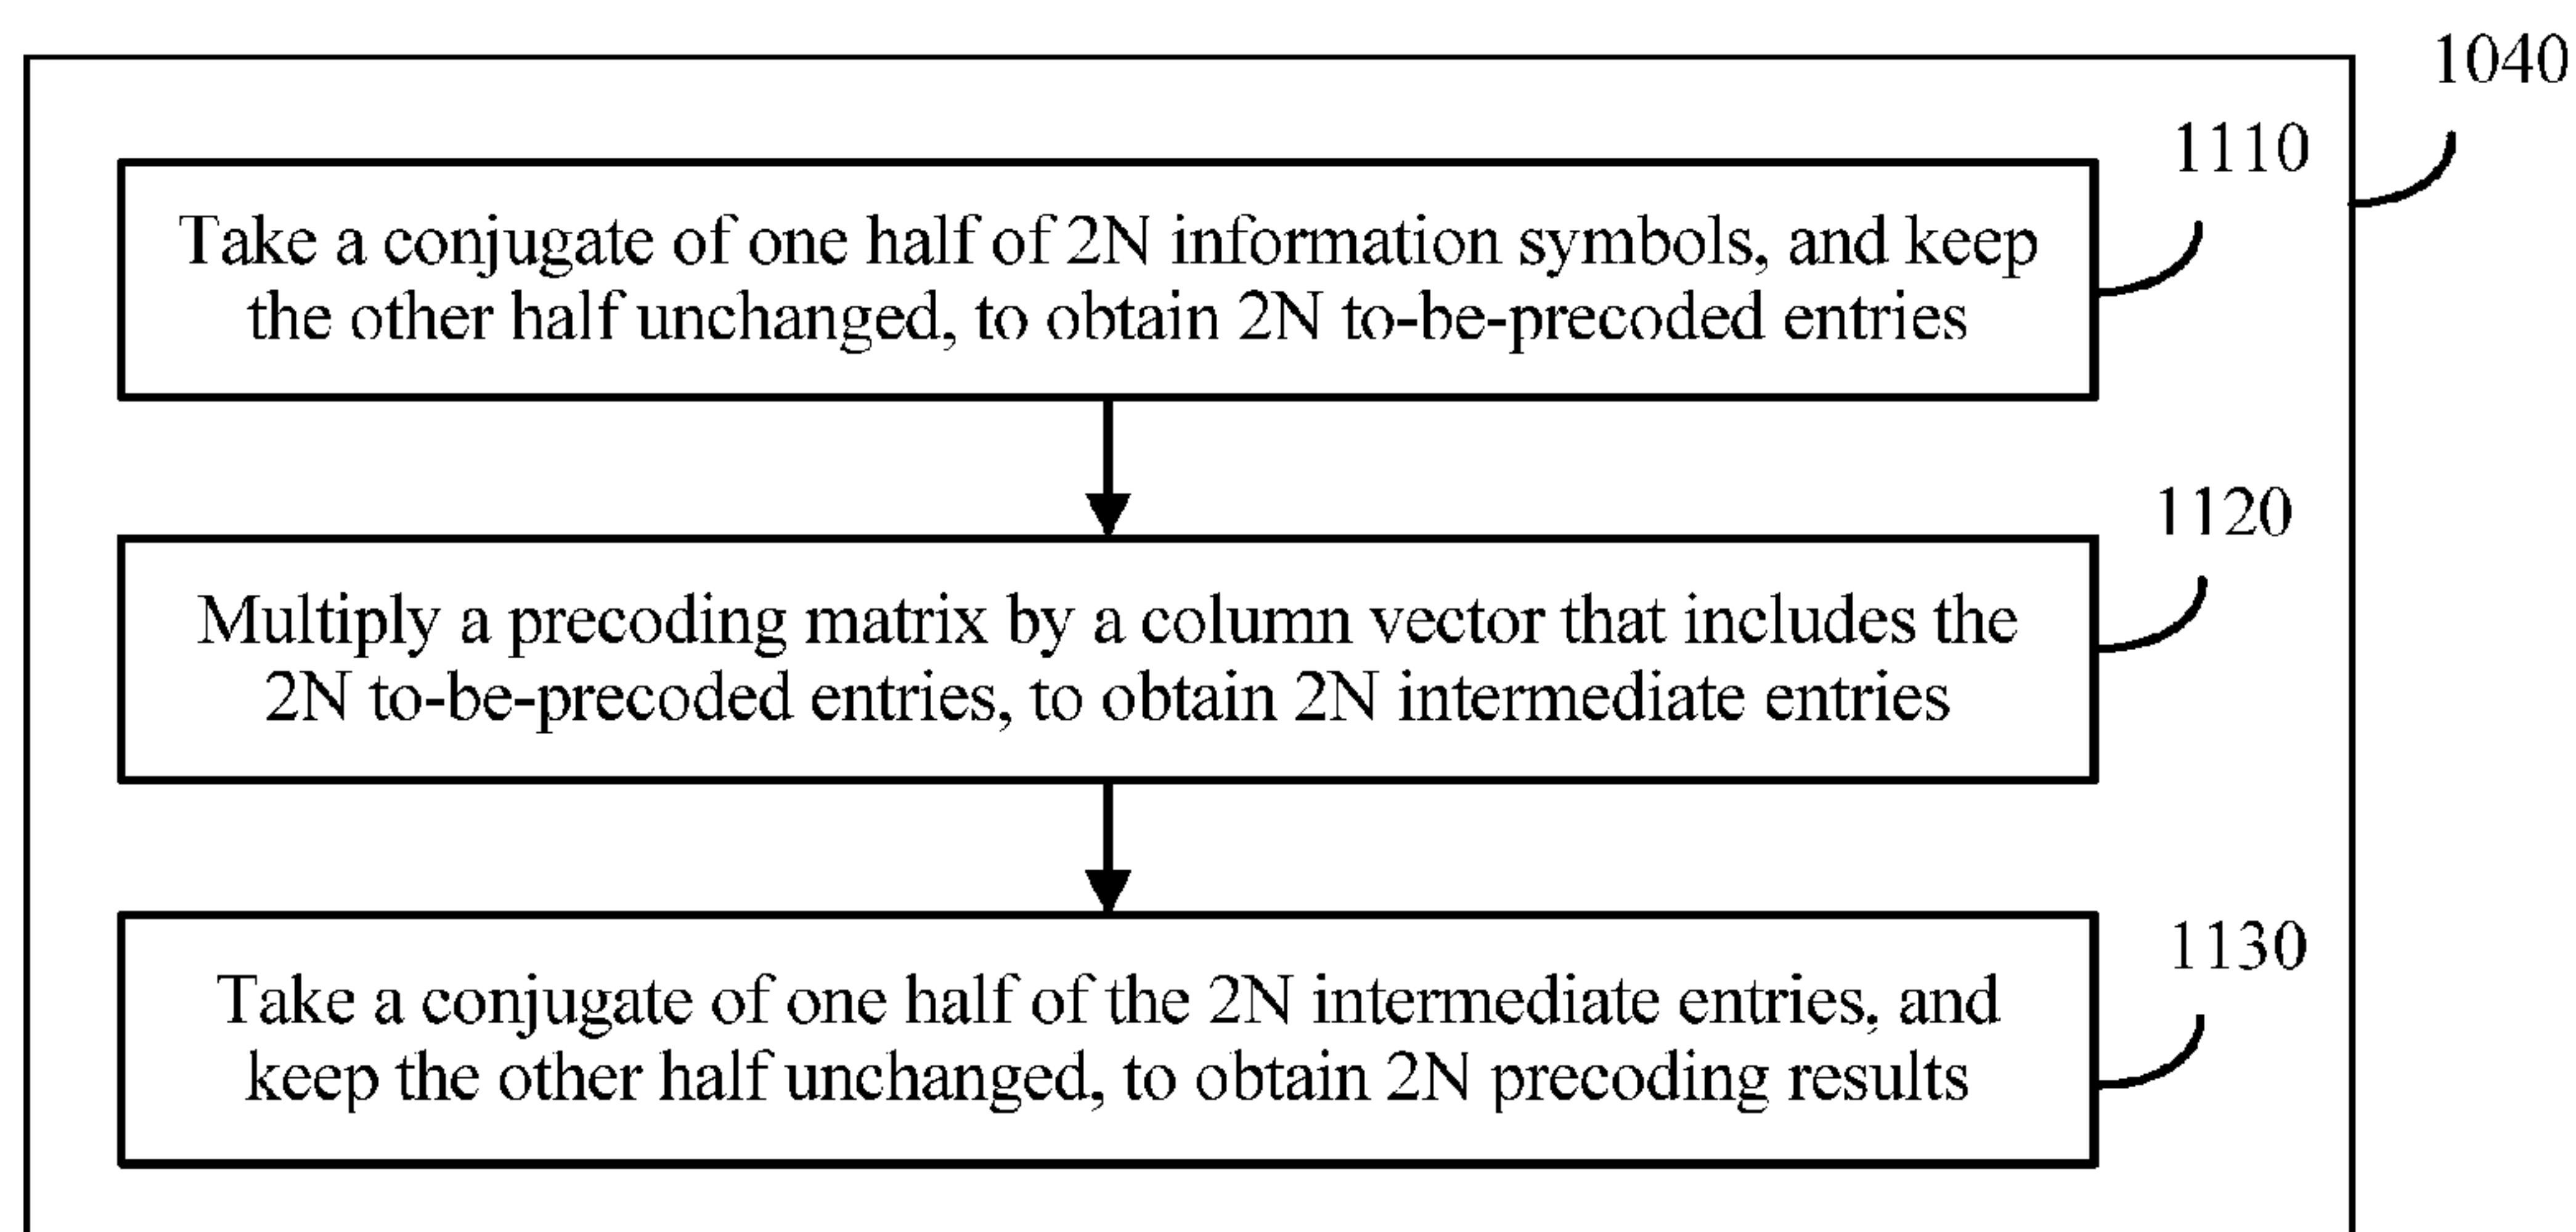 1040
1110
Take a conjugate of one half of 2N information symbols, and keep
the other half unchanged, to obtain 2N to-be-precoded entries
1120
Multiply a precoding matrix by a column vector that includes the
2N to-be-precoded entries, to obtain 2N intermediate entries
1130
Take a conjugate of one half of the 2N intermediate entries, and
keep the other half unchanged, to obtain 2N precoding results